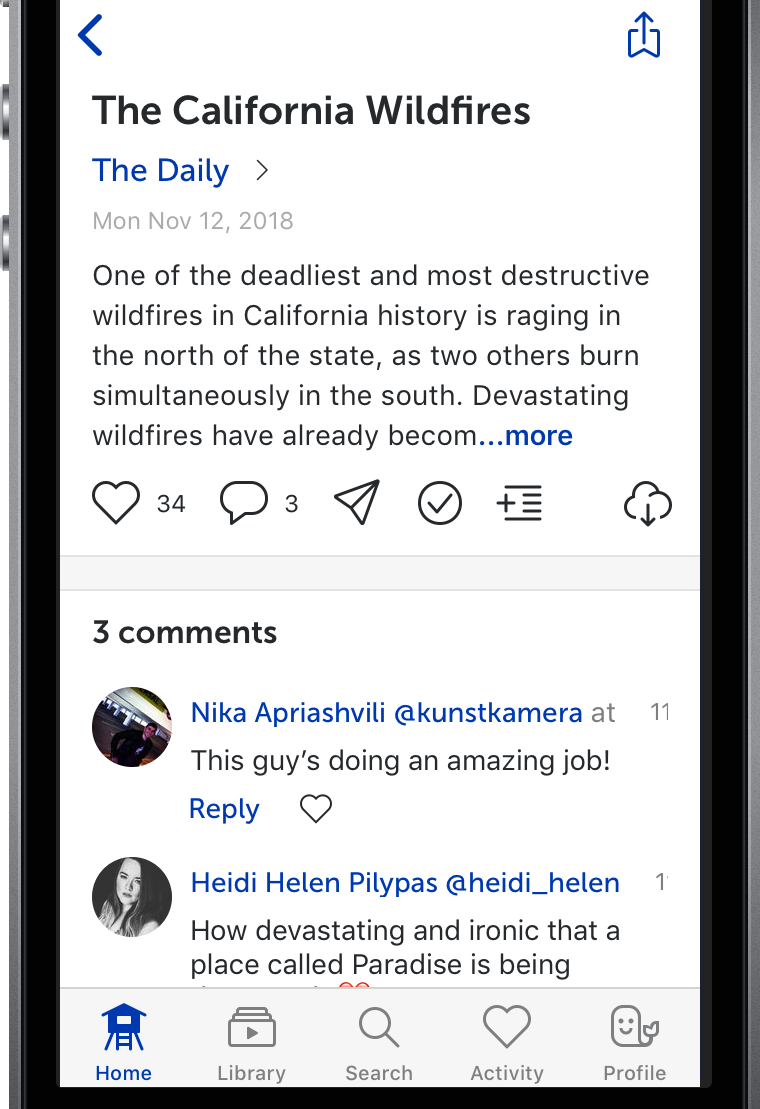 The California Wildfires
The Daily
Mon Nov 12, 2018
One of the deadliest and most destructive
wildfires in California history is raging in
the north of the state, as two others burn
simultaneously in the south. Devastating
wildfires have already becom...more
34 3
3 comments
Nika Apriashvili @kunstkamera at 11
This guy’s doing an amazing job!
Reply
Heidi Helen Pilypas @heidi_helen 1
How devastating and ironic that a
place called Paradise is being
Home Library Search Activity Profile